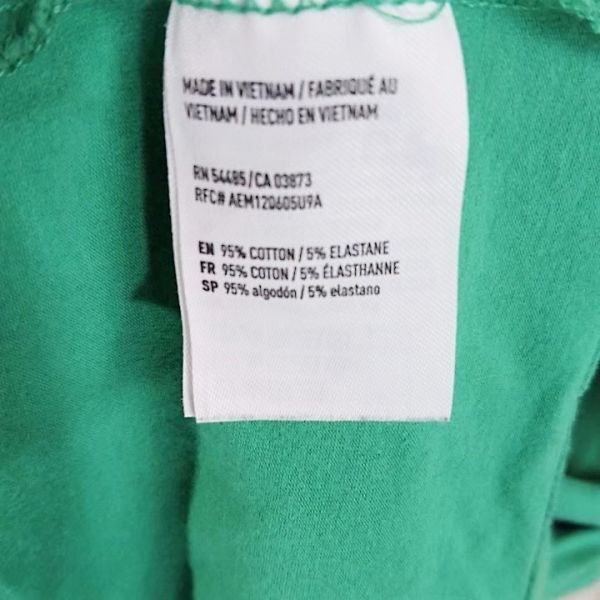 MADE IN VIETNAM / FABRIQUÉ AU
VIETNAM / HECHO EN VIETNAM
RN 54485/CA 03873
RFC# AEM120605U9A
EN 95% COTTON / 5% ELASTANE
FR 95% COTON / 5% ÉLASTHANNE
SP 95% algodón / 5% elastano